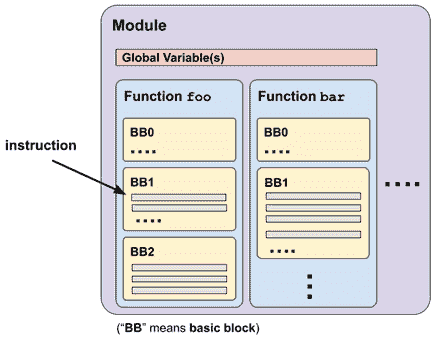 Module
Global Variable(s)
Function foo
Function bar
BB0
....
BB0
....
instruction
BB1
....
BB1
....
....
BB2
("BB" means basic block)